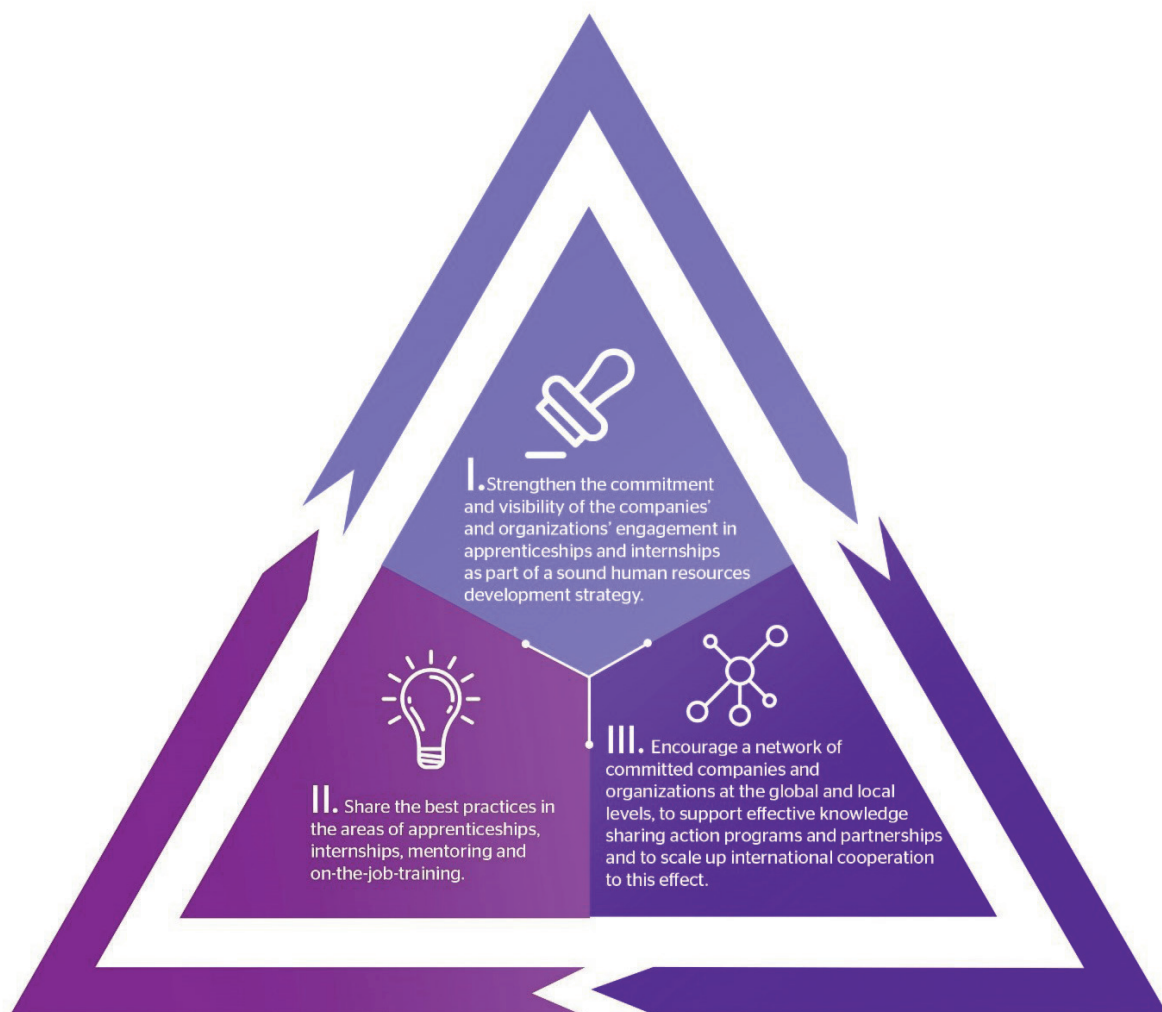 I. Strengthen the commitment
and visibility of the companies’
and organizations’ engagement in
apprenticeships and internships
as part of a sound human resources
development strategy.
II. Share the best practices in
the areas of apprenticeships,
internships, mentoring and
on-the-job-training.
III. Encourage a network of
committed companies and
organizations at the global and local
levels, to support effective knowledge
sharing action programs and partnerships
and to scale up international cooperation
to this effect.